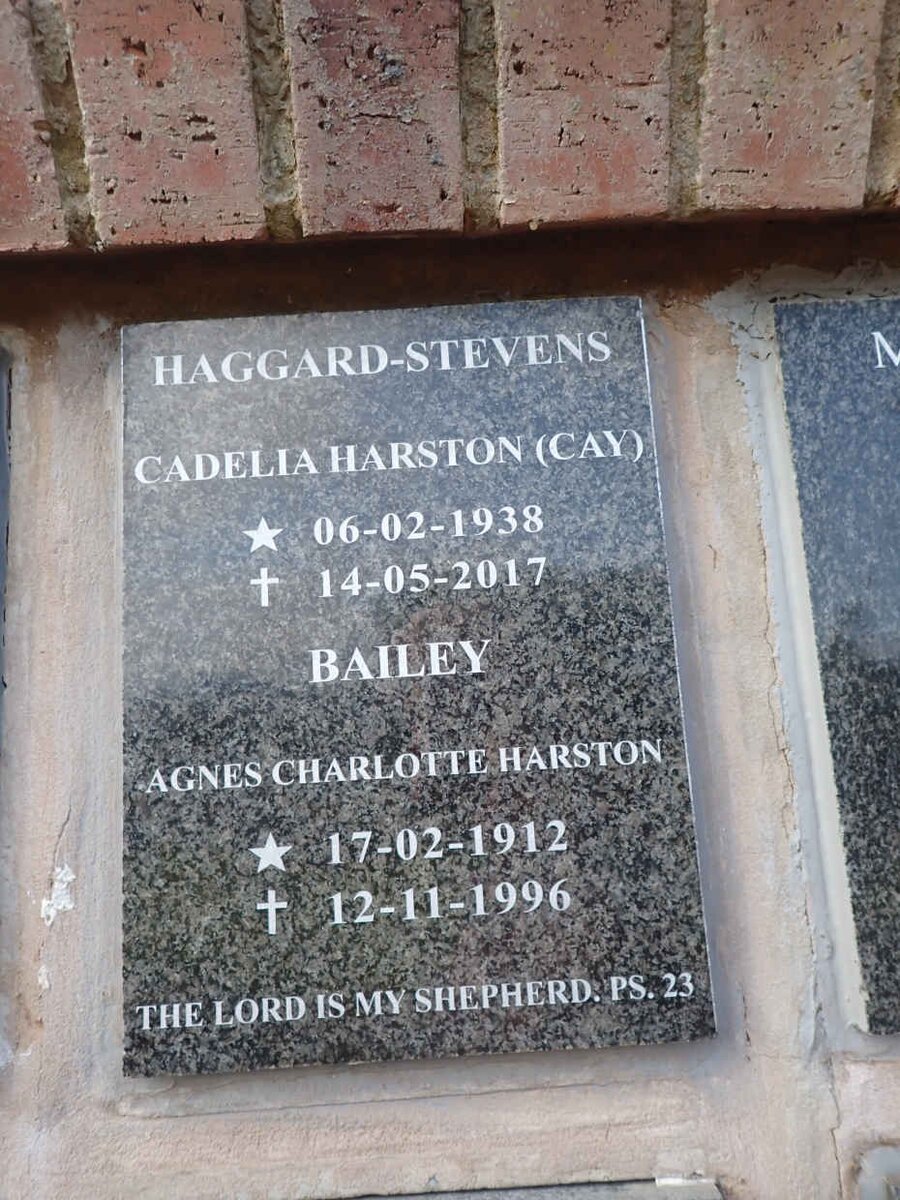 HAGGARD-STEVENS
CADELIA HARSTON (CAY)
★ 06-02-1938
✝ 14-05-2017
BAILEY
AGNES CHARLOTTE HARSTON
★ 17-02-1912
✝ 12-11-1996
THE LORD IS MY SHEPHERD. PS. 23